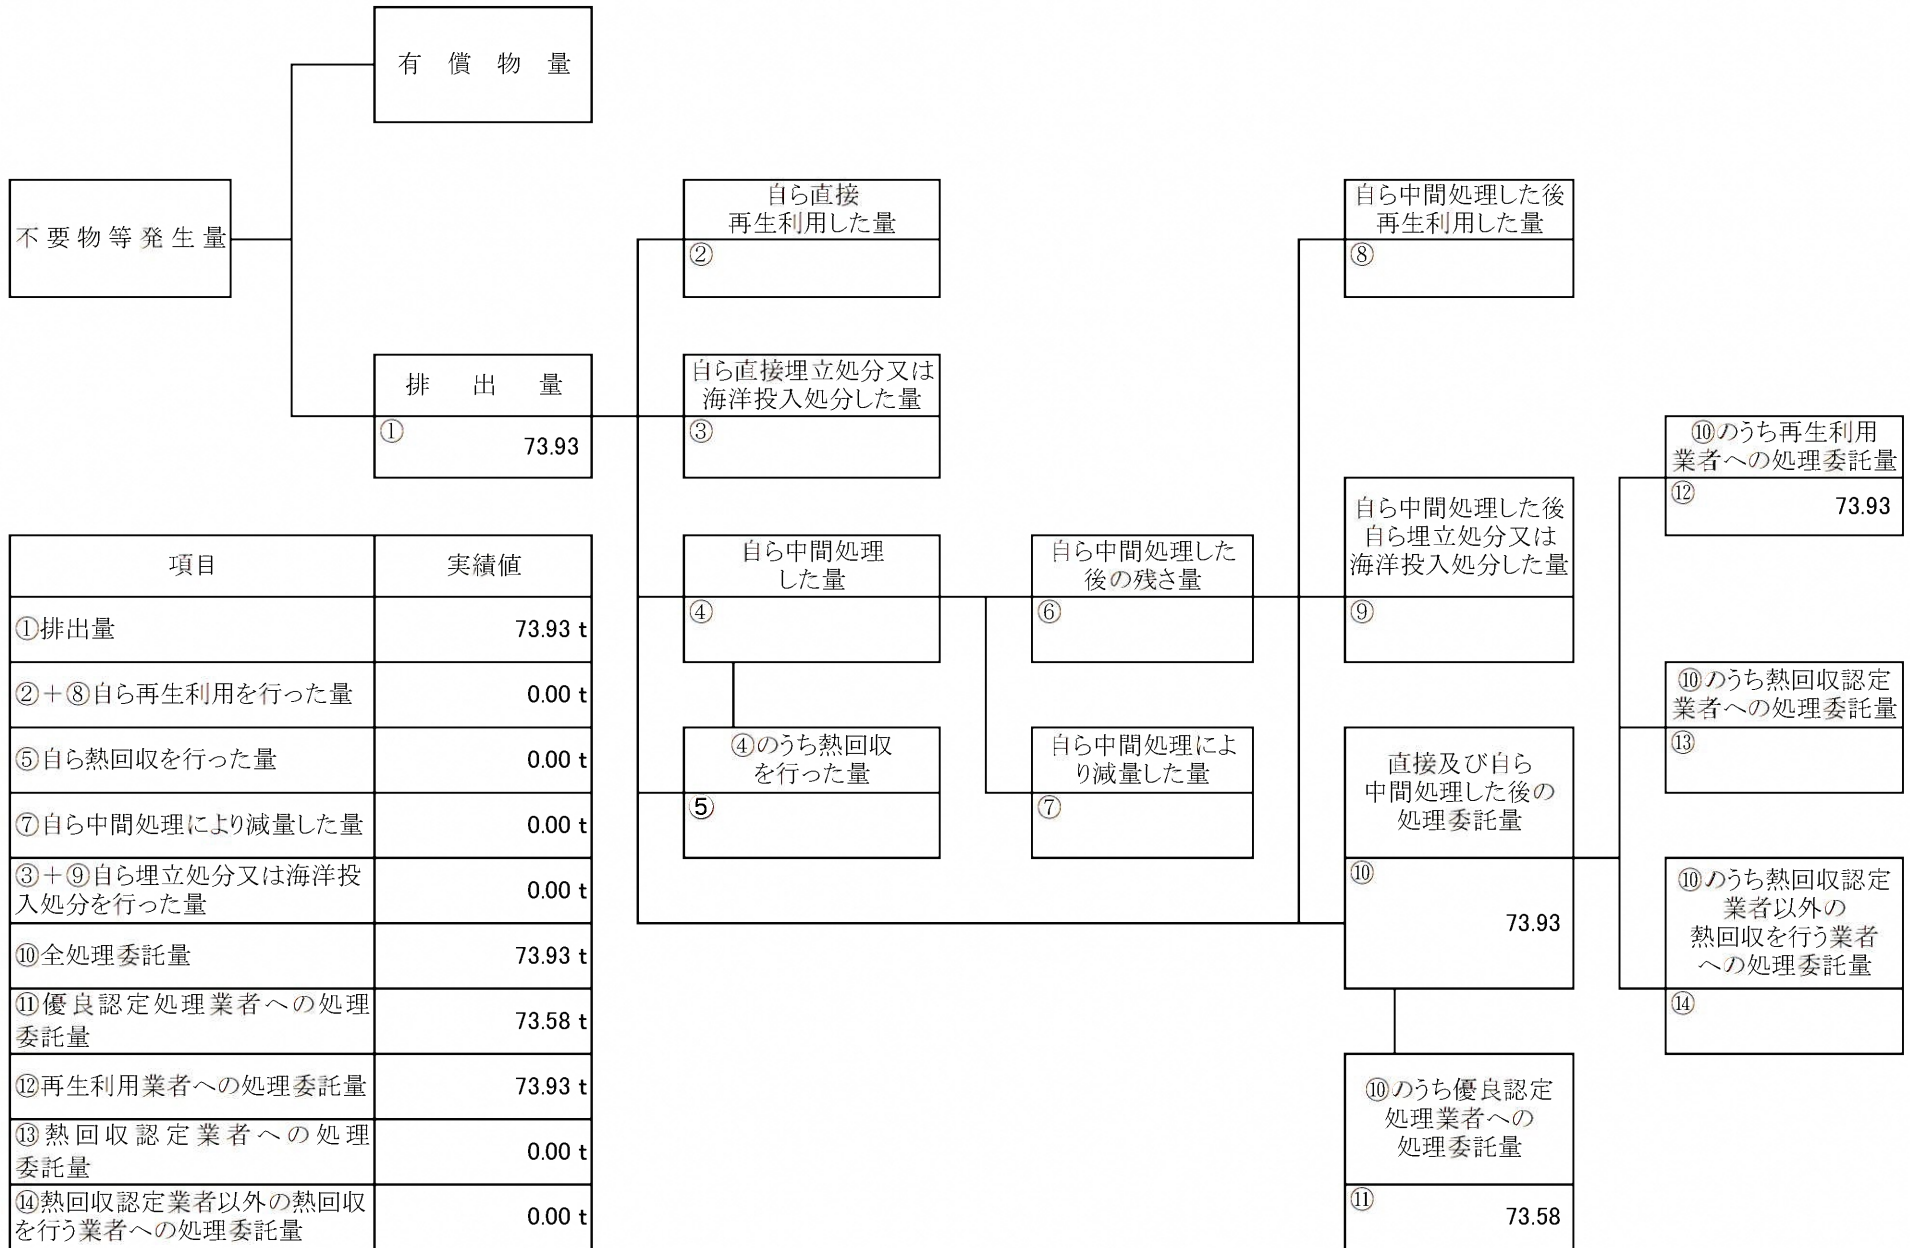 有償物量
不要物等発生量
排出量
①
73.93
自ら直接
再生利用した量
②
自ら直接埋立処分又は
海洋投入処分した量
③
自ら中間処理
した量
④
④のうち熱回収
を行った量
⑤
自ら中間処理した
後の残さ量
⑥
自ら中間処理によ
り減量した量
⑦
自ら中間処理した後
再生利用した量
⑧
自ら中間処理した後
自ら埋立処分又は
海洋投入処分した量
⑨
直接及び自ら
中間処理した後の
処理委託量
⑩
73.93
⑩のうち優良認定
処理業者への
処理委託量
⑪
73.58
⑩のうち再生利用
業者への処理委託量
⑫
73.93
⑩のうち熱回収認定
業者への処理委託量
⑬
⑩のうち熱回収認定
業者以外の
熱回収を行う業者
への処理委託量
⑭
項目 実績値
①排出量 73.93 t
②+⑧自ら再生利用を行った量 0.00 t
⑤自ら熱回収を行った量 0.00 t
⑦自ら中間処理により減量した量 0.00 t
③+⑨自ら埋立処分又は海洋投
入処分を行った量 0.00 t
⑩全処理委託量 73.93 t
⑪優良認定処理業者への処理
委託量 73.58 t
⑫再生利用業者への処理委託量 73.93 t
⑬熱回収認定業者への処理
委託量 0.00 t
⑭熱回収認定業者以外の熱回収
を行う業者への処理委託量 0.00 t